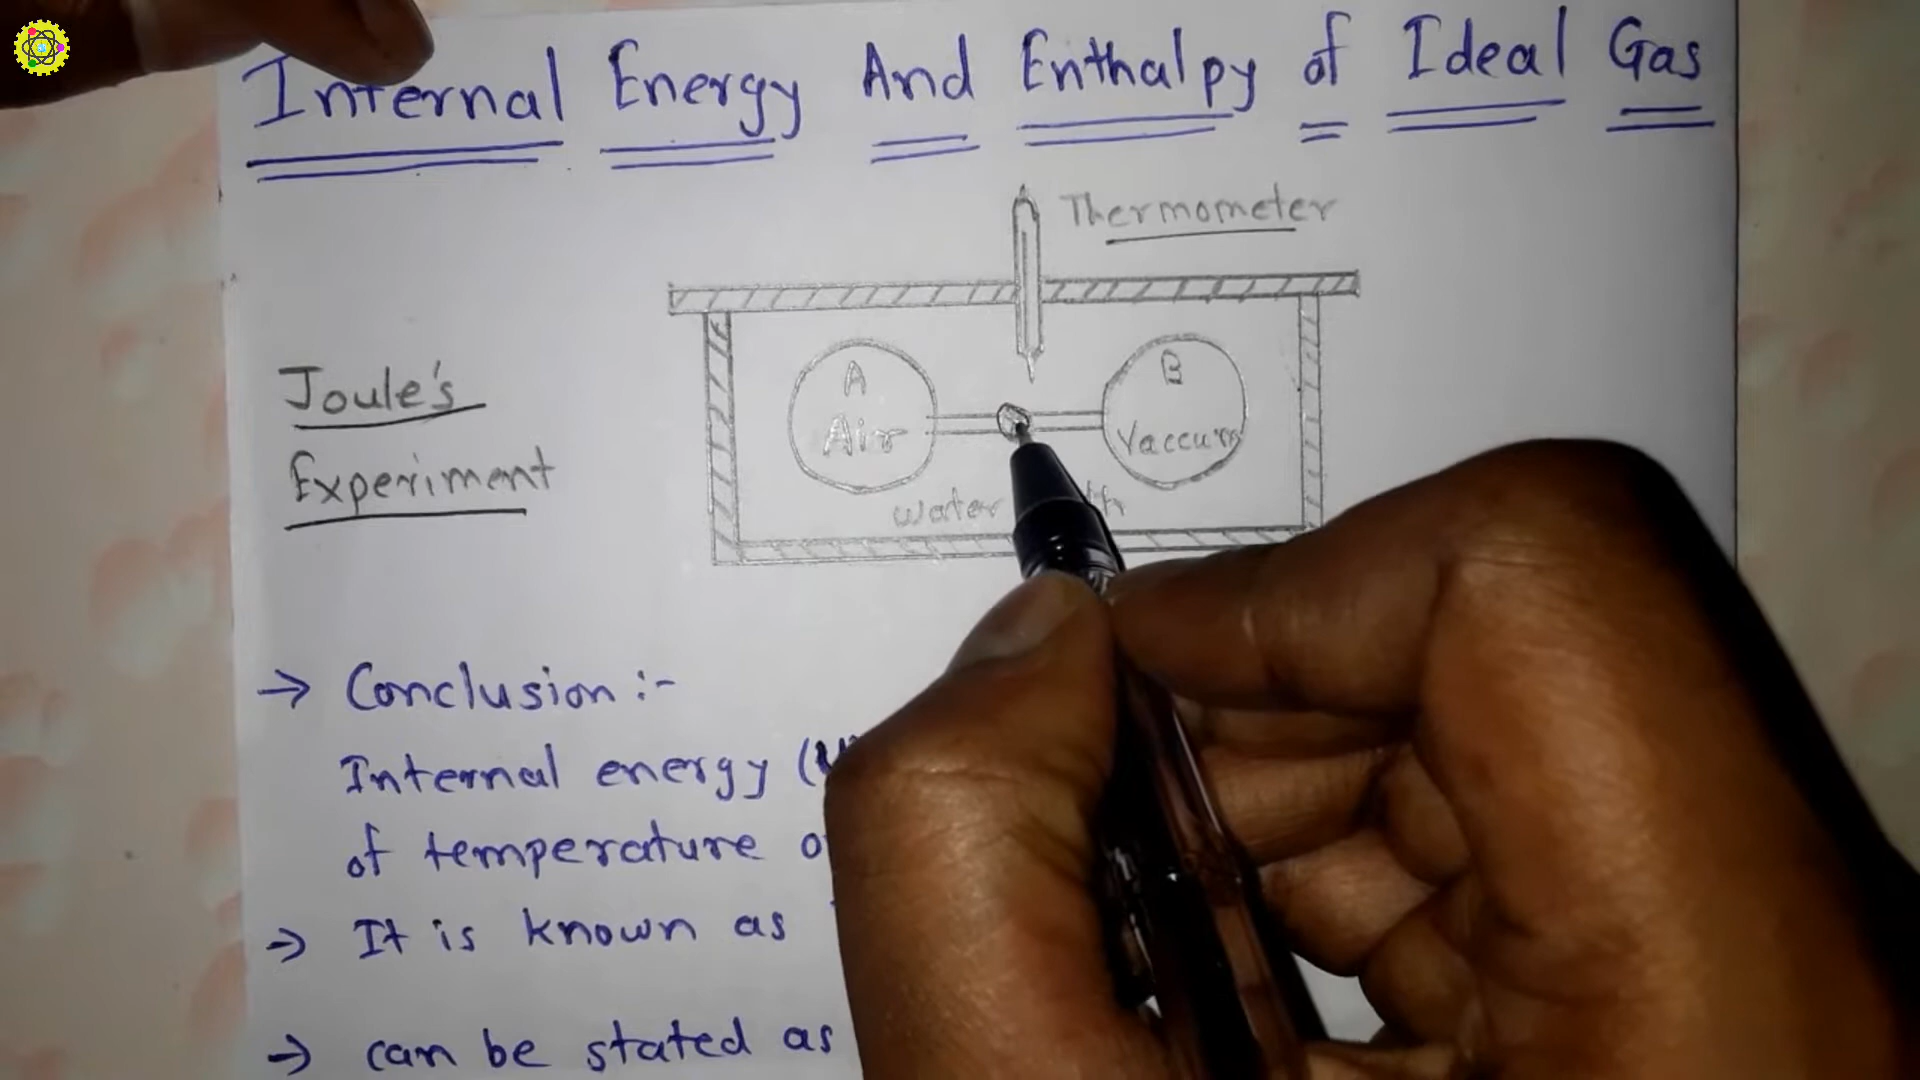 Internal Energy And Enthalpy of Ideal Gas
Thermometer
Joule's
Experiment
A
Air
B
Vaccum
water
→ Conclusion :-
Internal energy (
of temperature
→ It is known as
→ can be stated as